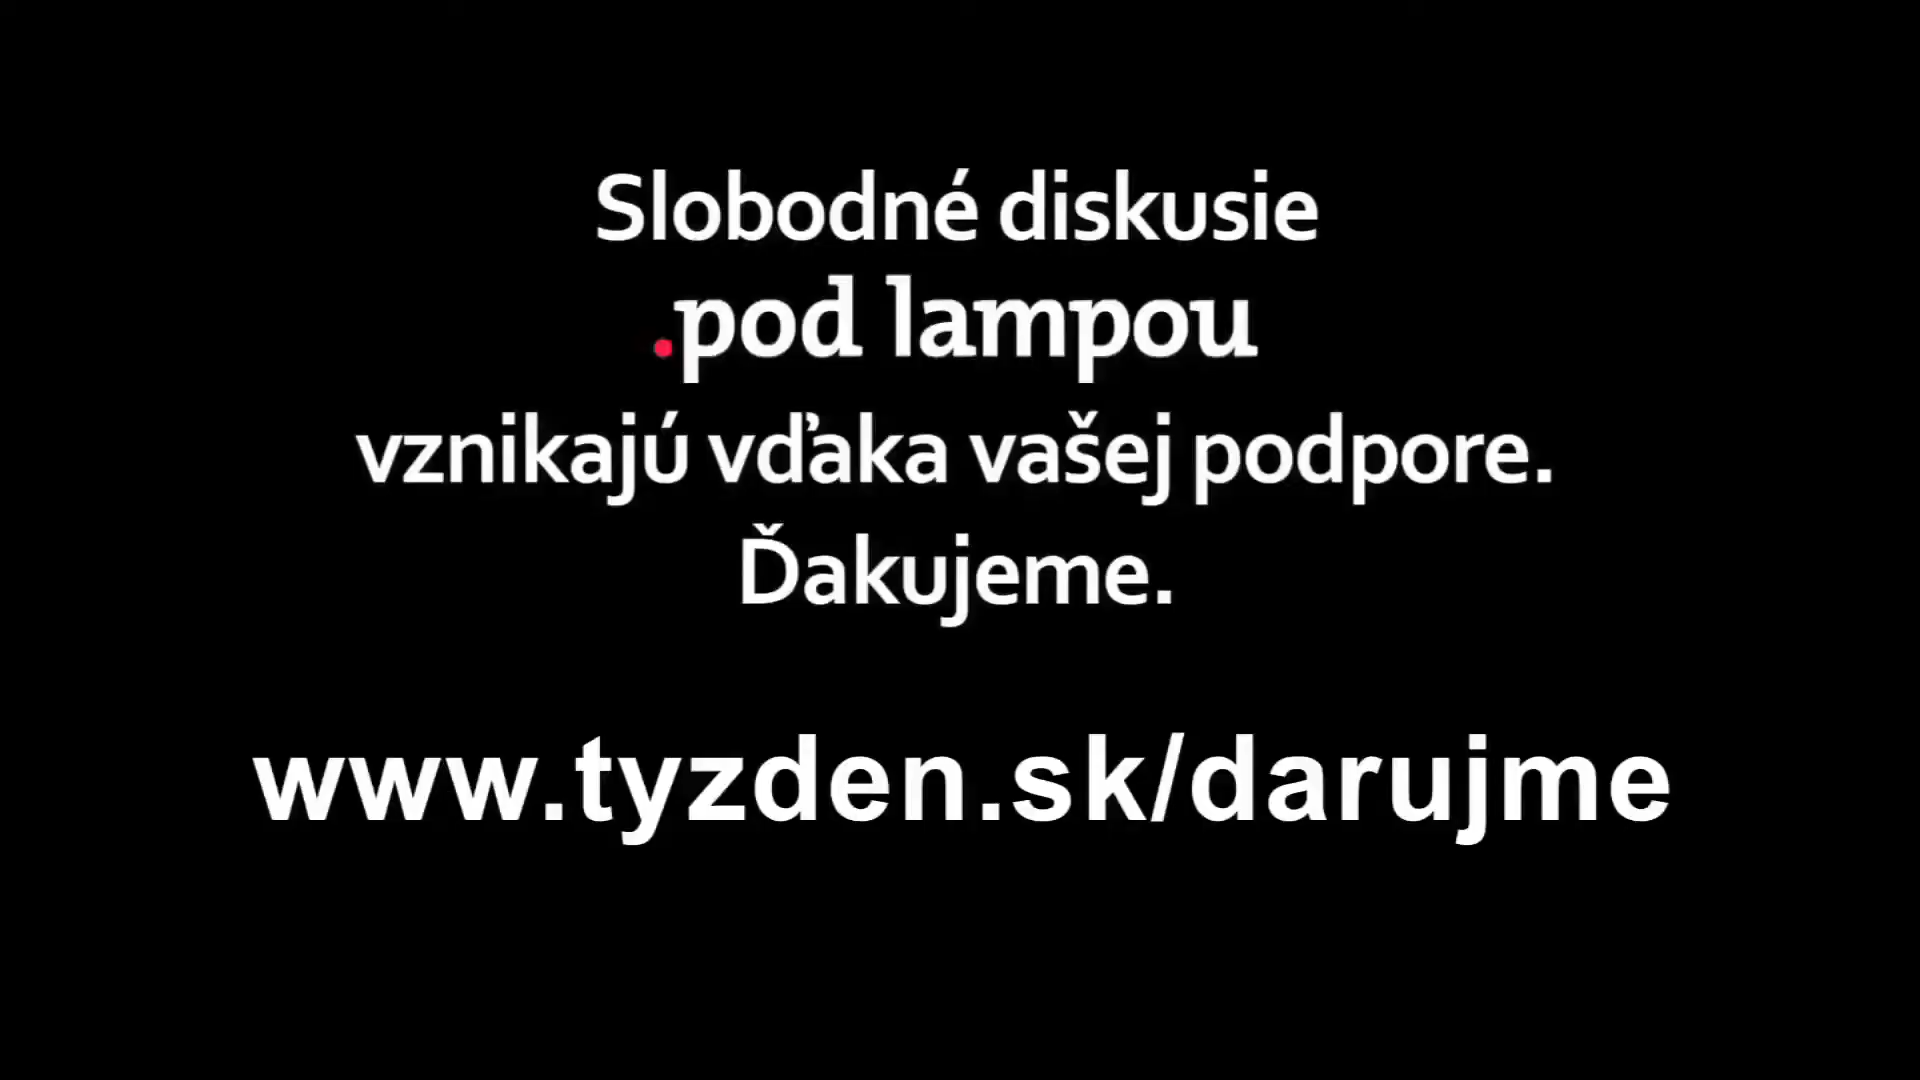 Slobodné diskusie
.pod lampou
vznikajú vďaka vašej podpore.
Ďakujeme.
www.tyzden.sk/darujme